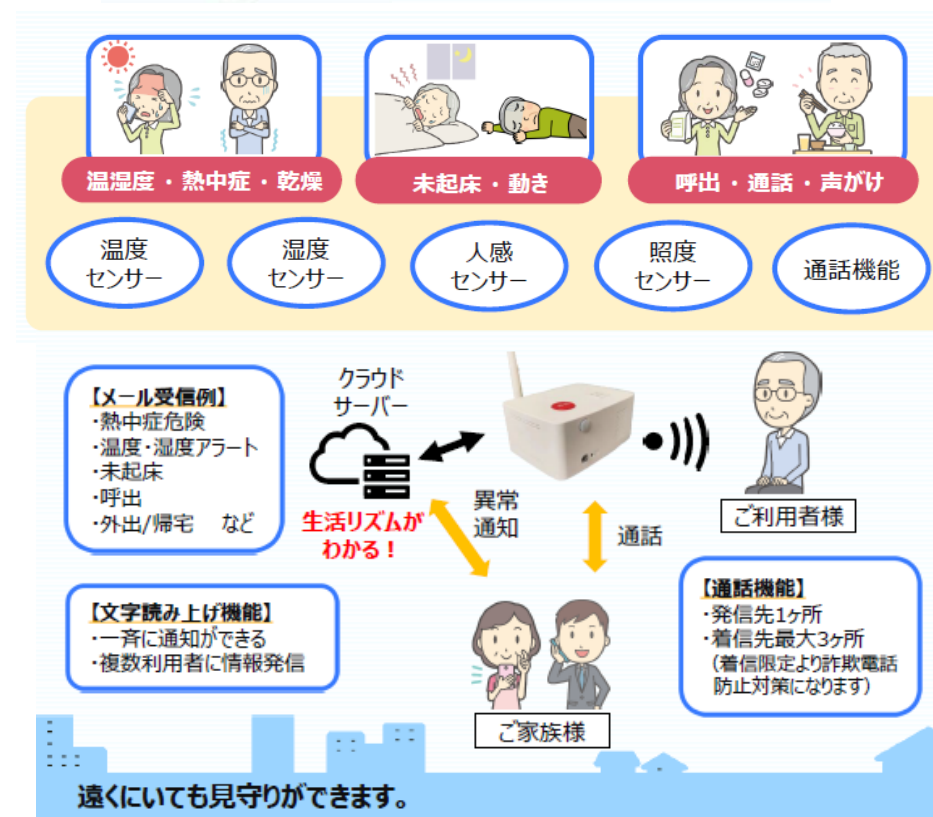 温湿度・熱中症・乾燥
未起床・動き
呼出・通話・声がけ
温度
センサー
湿度
センサー
人感
センサー
照度
センサー
通話機能
【メール受信例】
・熱中症危険
・温度・湿度アラート
・未起床
・呼出
・外出/帰宅 など
クラウド
サーバー
生活リズムが
わかる！
異常
通知
通話
ご利用者様
【文字読み上げ機能】
・一斉に通知ができる
・複数利用者に情報発信
【通話機能】
・発信先1ヶ所
・着信先最大3ヶ所
（着信限定より詐欺電話
防止対策になります）
ご家族様
遠くにいても見守りができます。